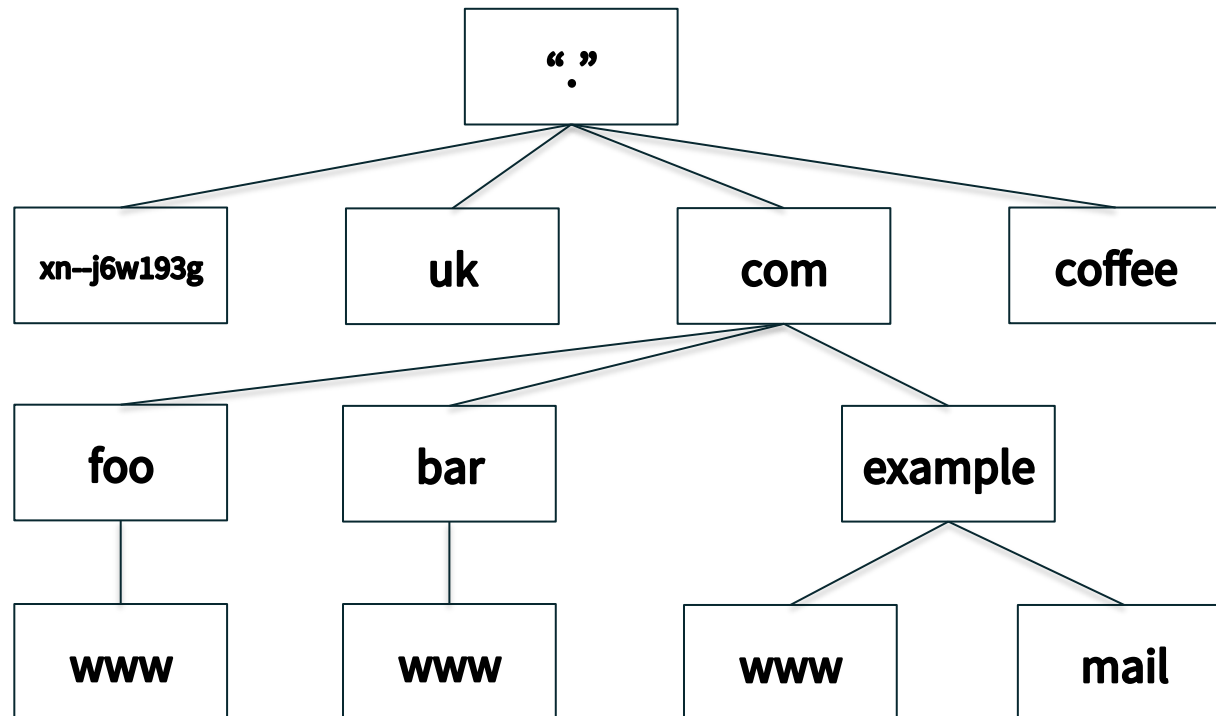 “.”
xn--j6w193g
uk
com
coffee
foo
bar
example
www
www
www
mail